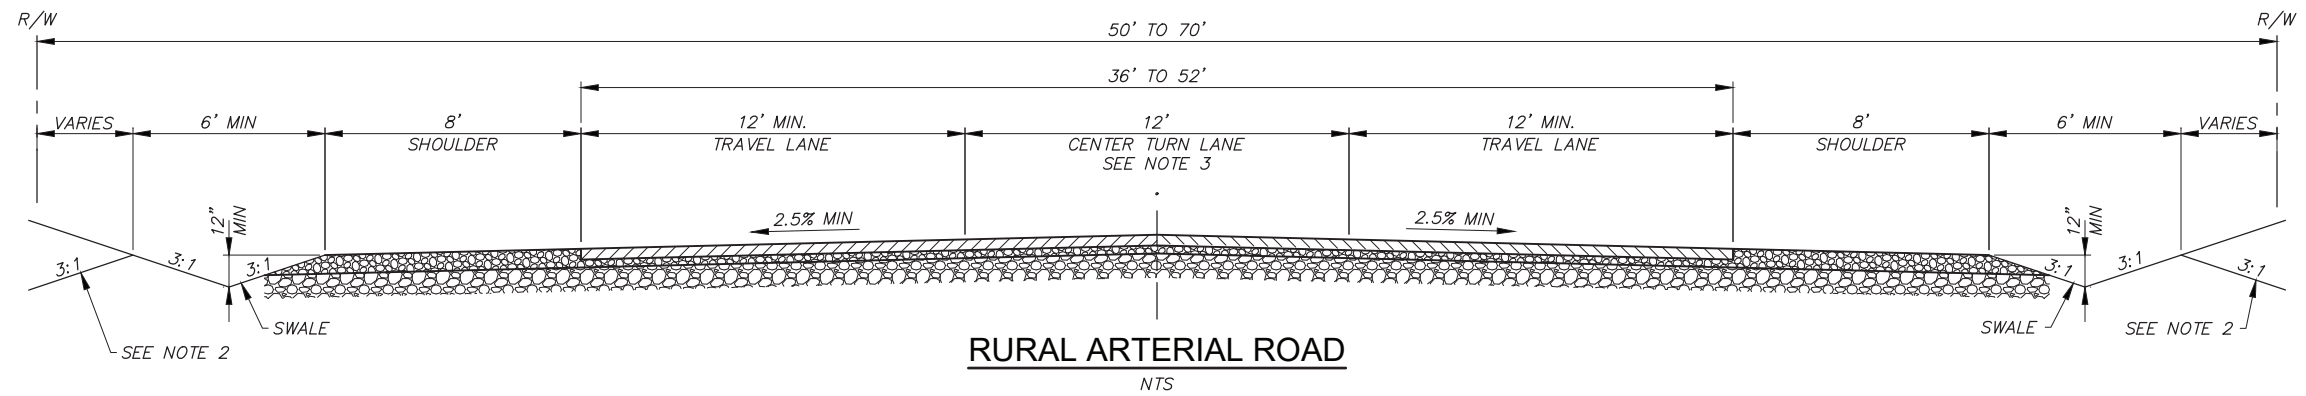 R/W
R/W
50' TO 70'
36' TO 52'
VARIES
6' MIN
8'
12' MIN.
12'
12' MIN.
8'
6' MIN
VARIES
SHOULDER
TRAVEL LANE
CENTER TURN LANE
TRAVEL LANE
SHOULDER
SEE NOTE 3
12"
MIN
2.5% MIN
2.5% MIN
12"
MIN
3:1
3:1
3:1
3:1
3:1
3:1
SWALE
SWALE
SEE NOTE 2
SEE NOTE 2
RURAL ARTERIAL ROAD
NTS